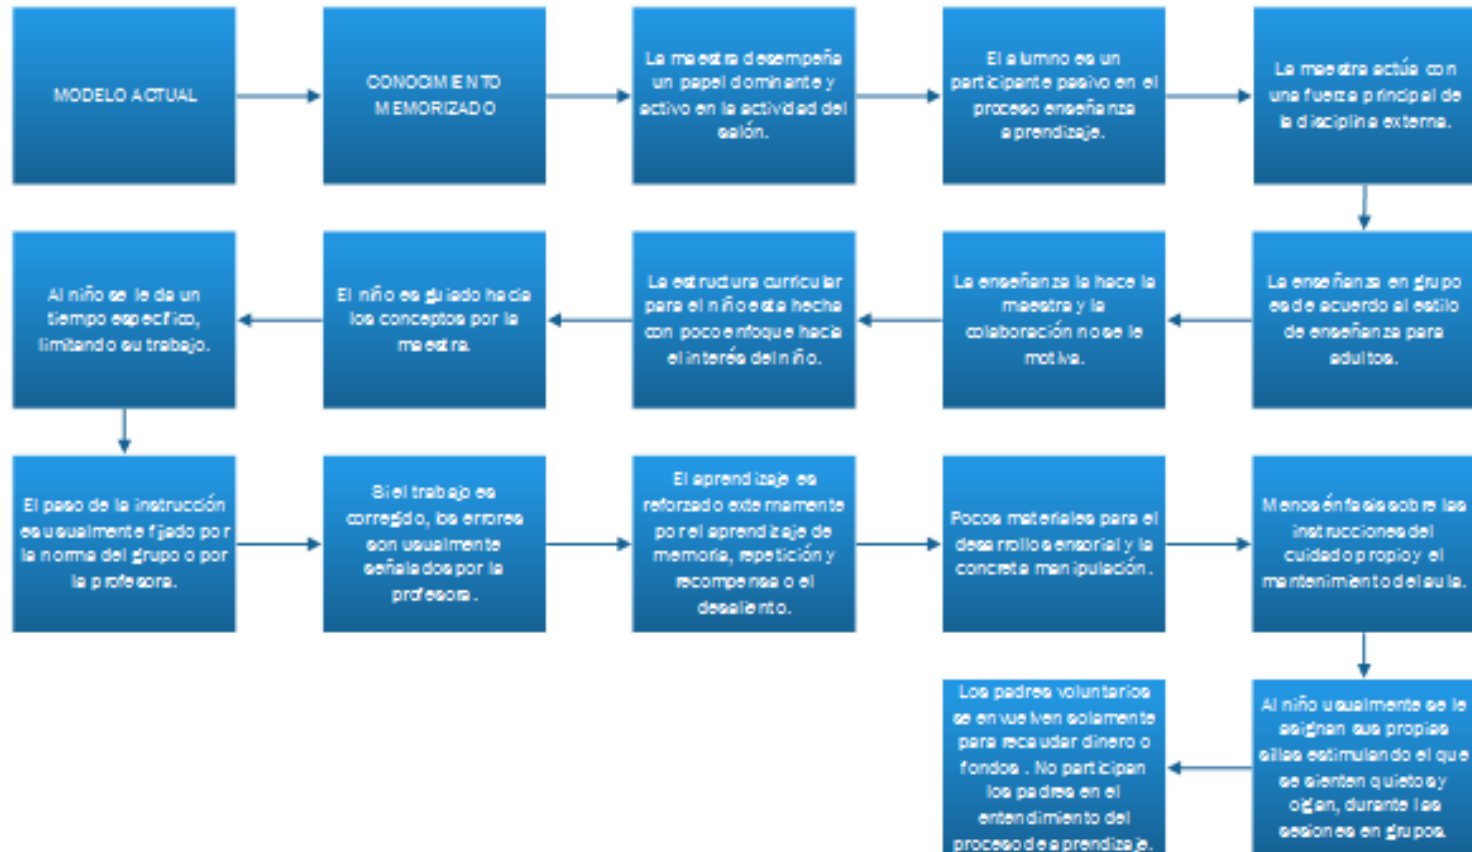 MODELO ACTUAL
CONOCIMIENTO
MEMORIZADO
La maestra desempeña
un papel dominante y
activo en la actividad del
salón.
El alumno es un
participante pasivo en el
proceso enseñanza
aprendizaje.
La maestra actúa con
una fuerza principal de
la disciplina externa.
La enseñanza en grupo
es de acuerdo al estilo
de enseñanza para
adultos.
La enseñanza la hace la
maestra y la
colaboración no se le
motiva.
La estructura curricular
para el niño esta hecha
con poco enfoque hacia
el interés del niño.
El niño es guiado hacia
los conceptos por la
maestra.
Al niño se le da un
tiempo específico,
limitando su trabajo.
El paso de la instrucción
es usualmente fijado por
la norma del grupo o por
la profesora.
Si el trabajo es
corregido, los errores
son usualmente
señalados por la
profesora.
El aprendizaje es
reforzado externamente
por el aprendizaje de
memoria, repetición y
recompensa o el
desaliento.
Pocos materiales para el
desarrollo sensorial y la
concreta manipulación.
Menos énfasis sobre las
instrucciones del
cuidado propio y el
mantenimiento del aula.
Al niño usualmente se le
asignan sus propias
sillas estimulando el que
se sienten quietos y
oigan, durante las
sesiones en grupos.
Los padres voluntarios
se envuelven solamente
para recaudar dinero o
fondos . No participan
los padres en el
entendimiento del
proceso de aprendizaje.